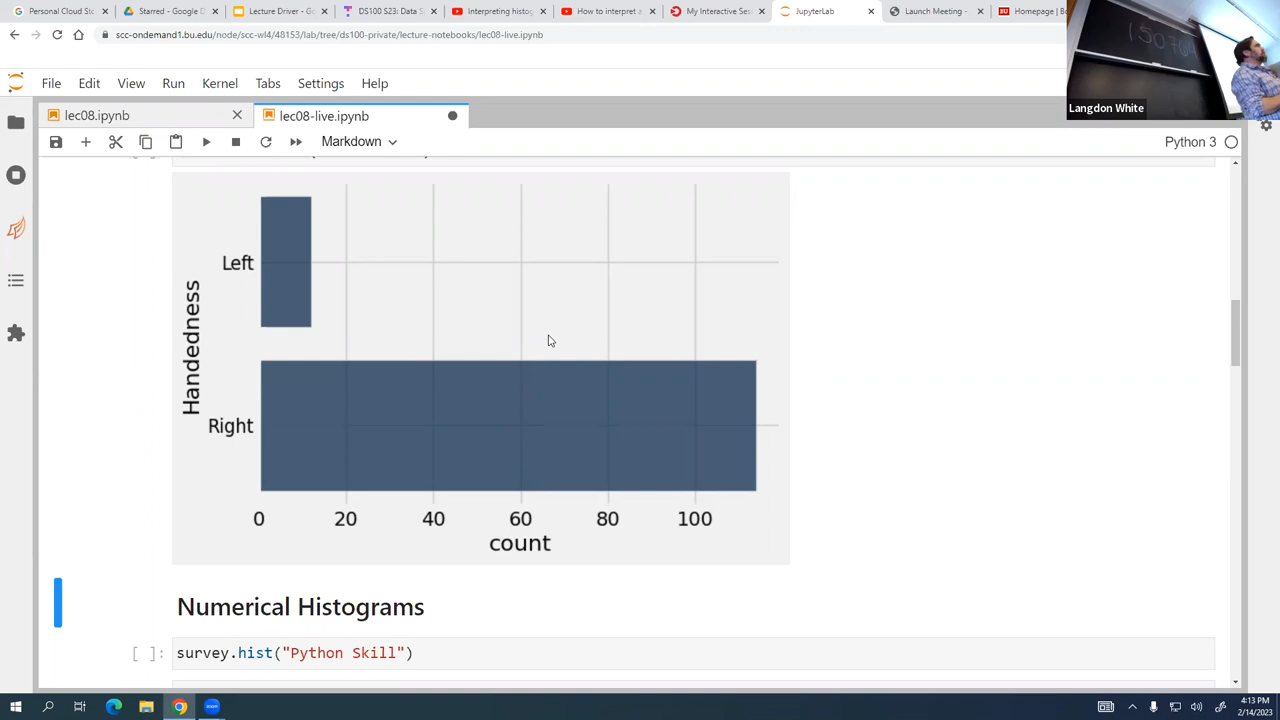 Personal Cloud Sto
Starred - Google D
Lecture Driver - Go
DS100 S23: Data S
Interpreting histog
How to interpret a
My Interactive Ses
JupyterLab
Launch Meeting -
Homepage | Bo
scc-ondemand1.bu.edu/node/scc-wl4/48153/lab/tree/ds100-private/lecture-notebooks/lec08-live.ipynb
File Edit View Run Kernel Tabs Settings Help
Langdon White
lec08.ipynb
lec08-live.ipynb
Markdown
Python 3
Left
Handedness
Right
0 20 40 60 80 100
count
Numerical Histograms
[ ]:
survey.hist("Python Skill")
4:13 PM
2/14/2023